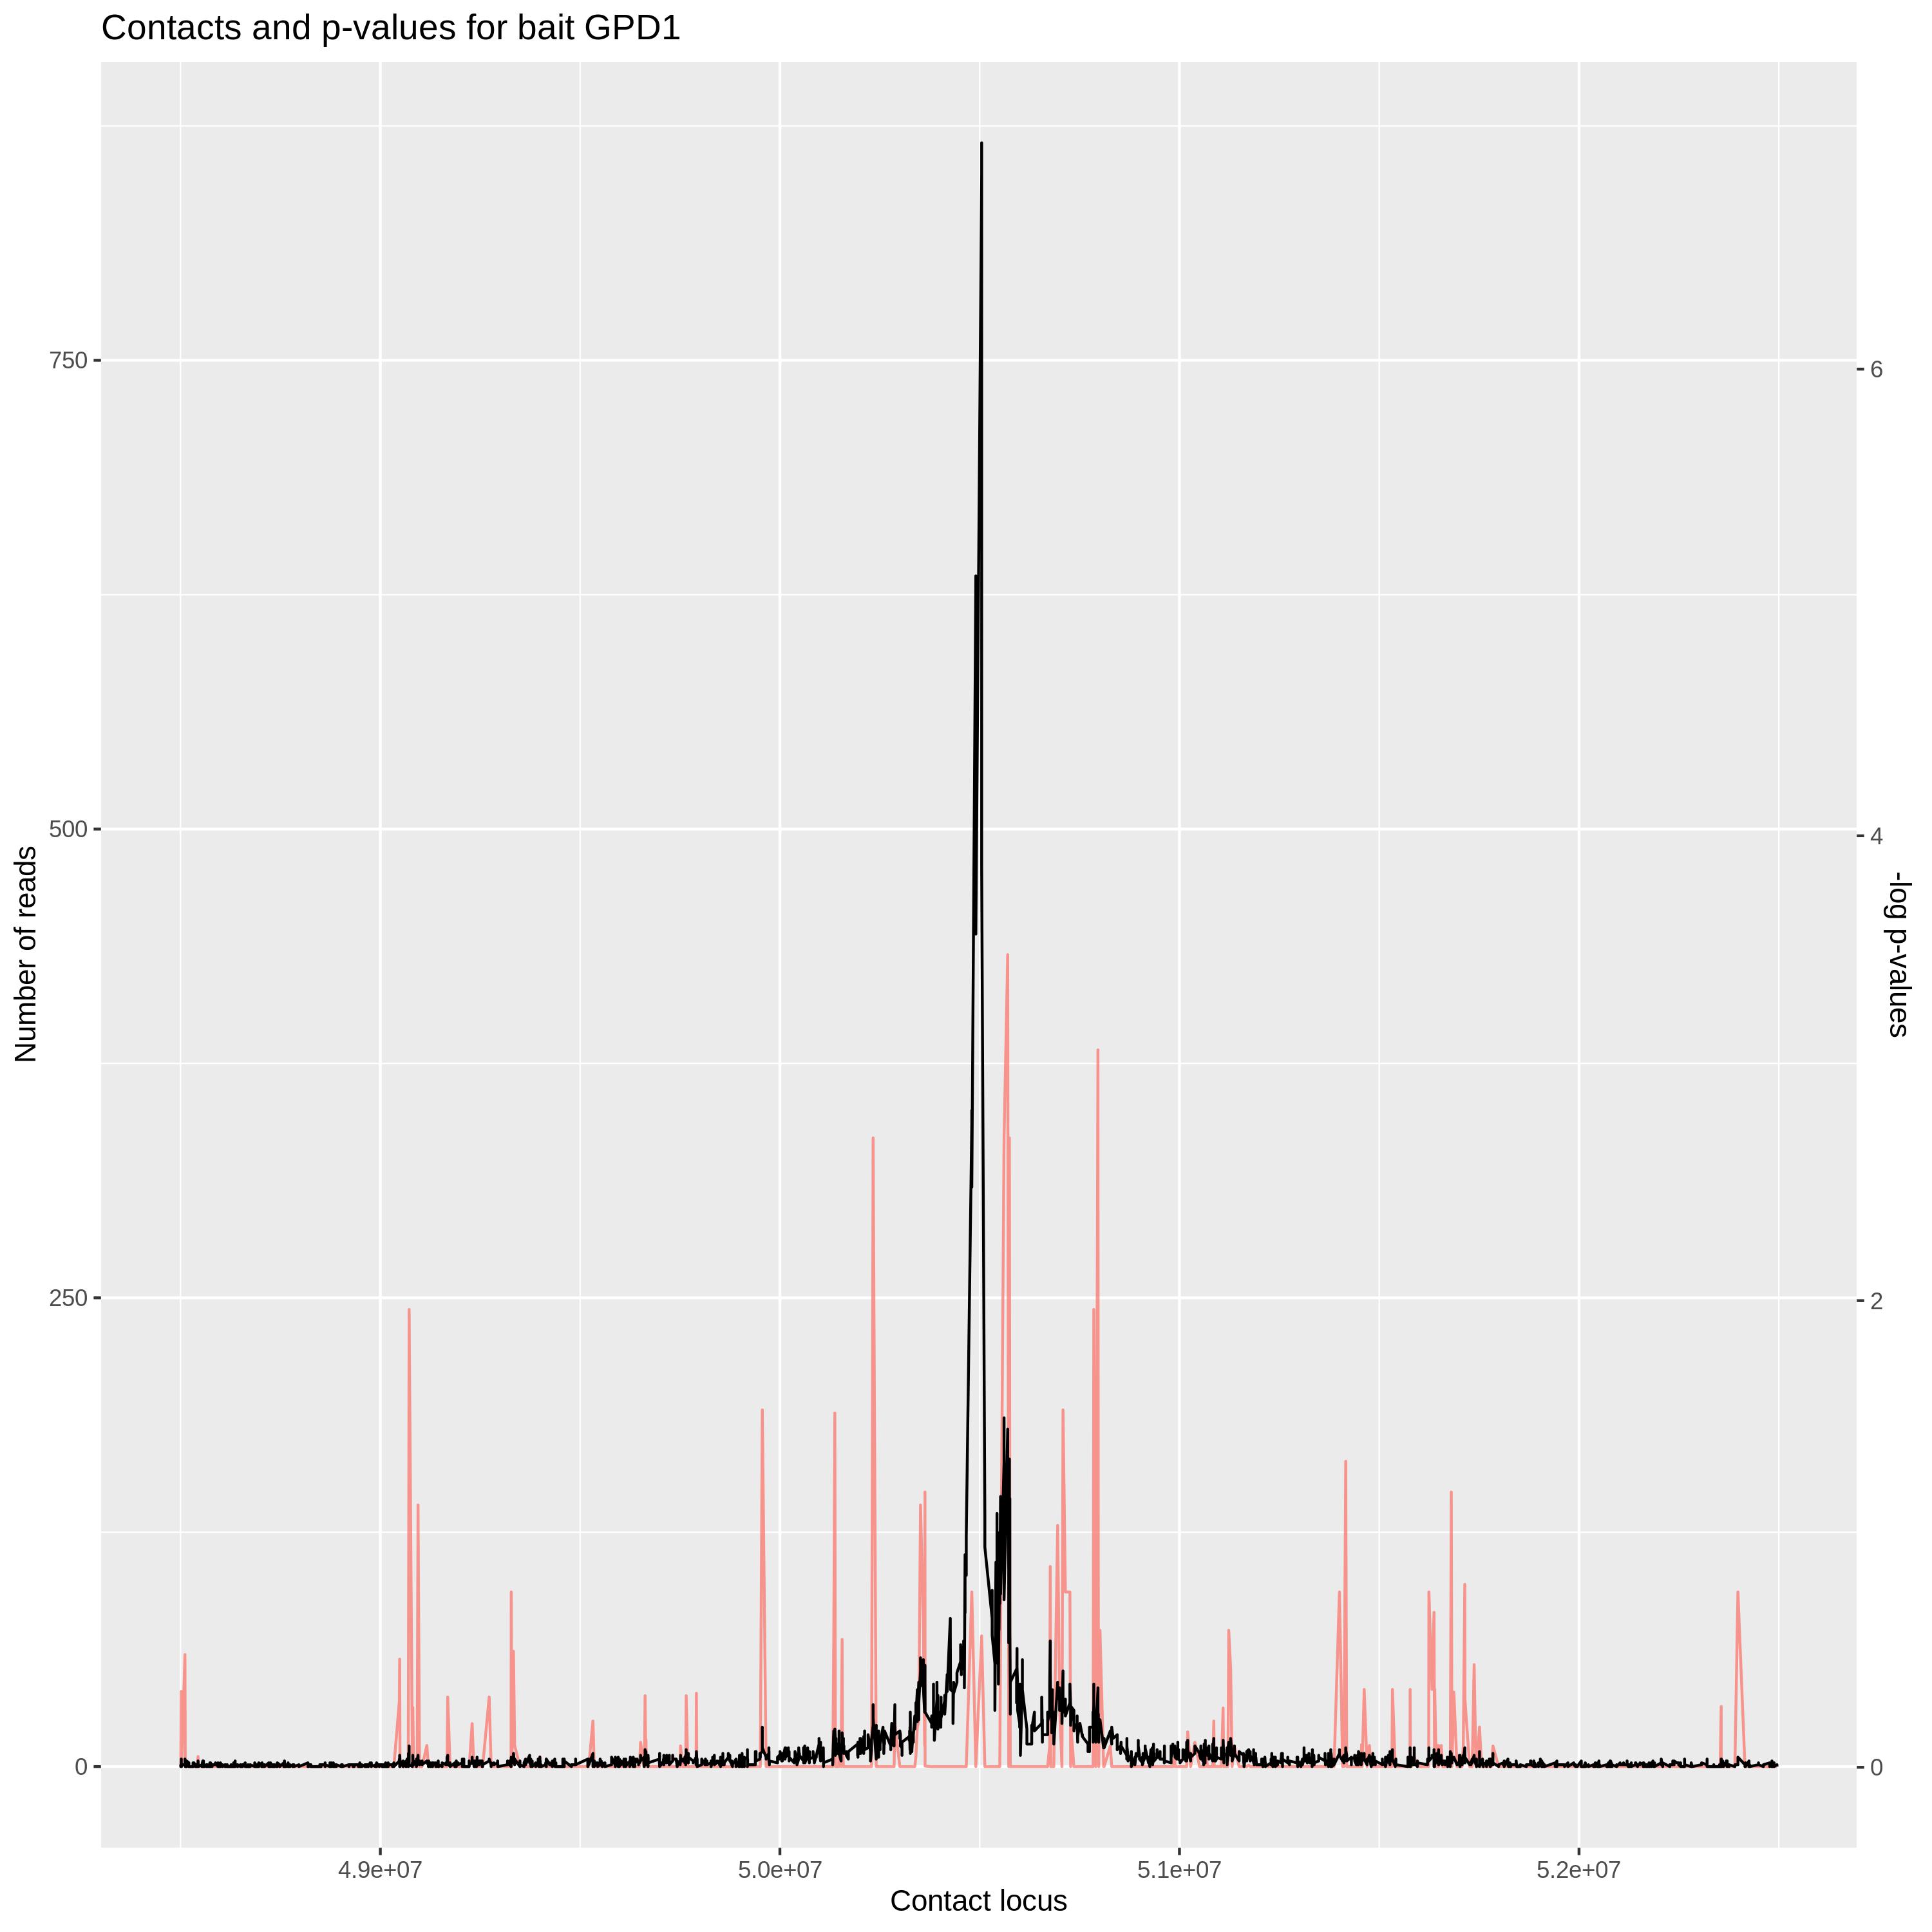 Contacts and p-values for bait GPD1
750
500
250
0
Number of reads
6
4
2
0
-log p-values
4.9e+07
5.0e+07
5.1e+07
5.2e+07
Contact locus